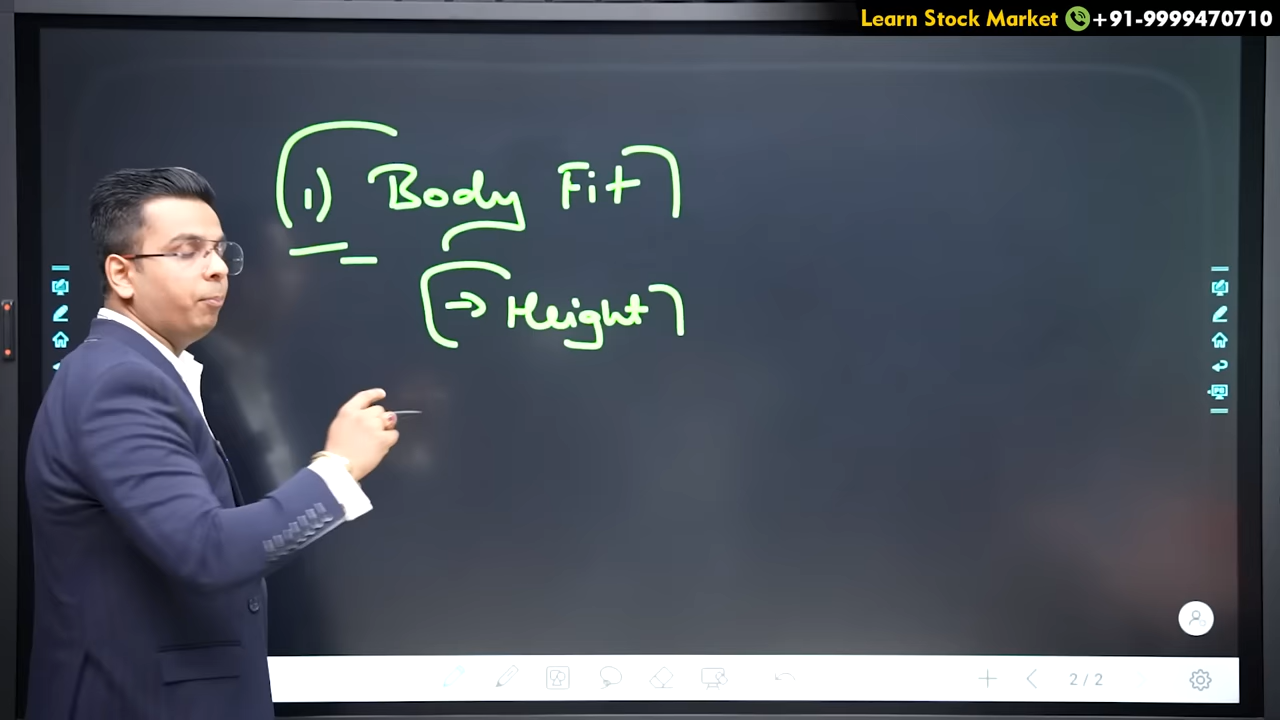 Learn Stock Market +91-9999470710
1) Body Fit
→ Height
2/2